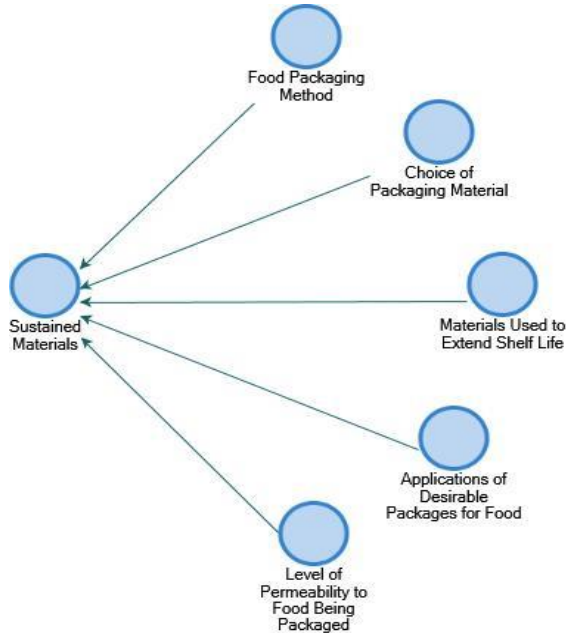 Food Packaging
Method
Choice of
Packaging Material
Sustained
Materials
Materials Used to
Extend Shelf Life
Applications of
Desirable
Packages for Food
Level of
Permeability to
Food Being
Packaged